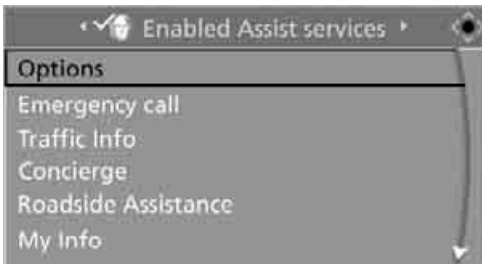 Enabled Assist services
Options
Emergency call
Traffic Info
Concierge
Roadside Assistance
My Info